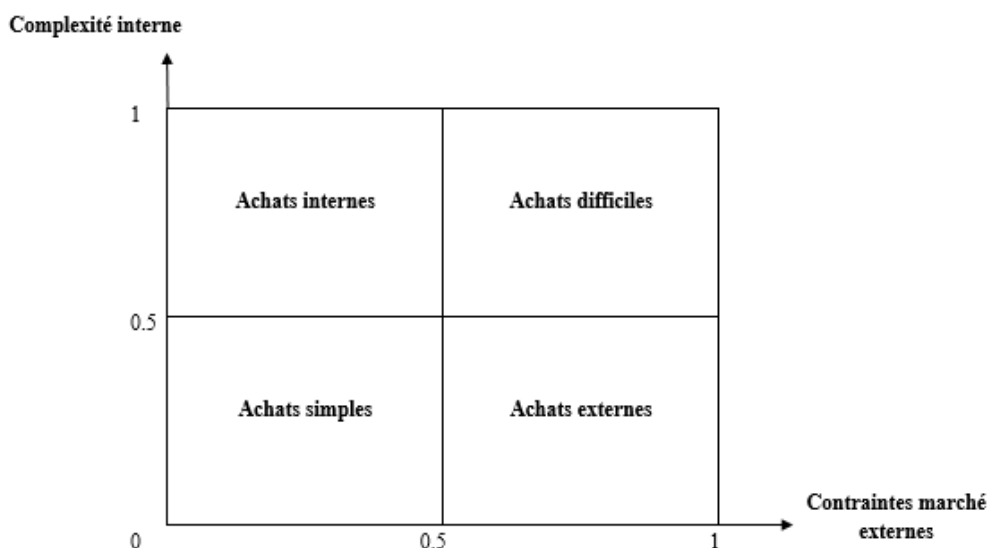 Complexité interne
1
Achats internes
Achats difficiles
0.5
Achats simples
Achats externes
Contraintes marché
externes
0
0.5
1